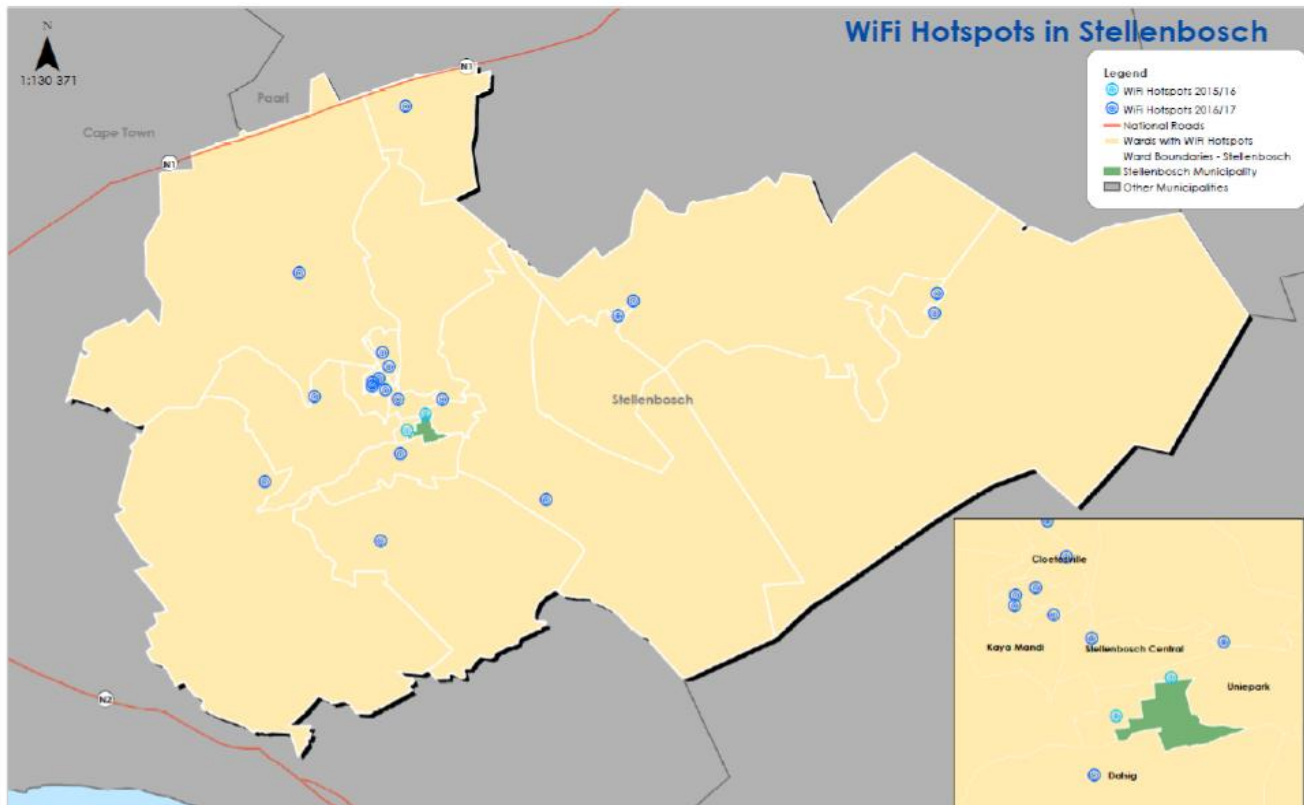 WiFi Hotspots in Stellenbosch
N
1:130 371
Legend
WiFi Hotspots 2015/16
WiFi Hotspots 2016/17
National Roads
Wards with WiFi Hotspots
Ward Boundaries - Stellenbosch
Stellenbosch Municipality
Other Municipalities
N1
Paarl
Cape Town
N1
Stellenbosch
N2
Cloetesville
Kaya Mandi
Stellenbosch Central
Uniepark
Dalsig